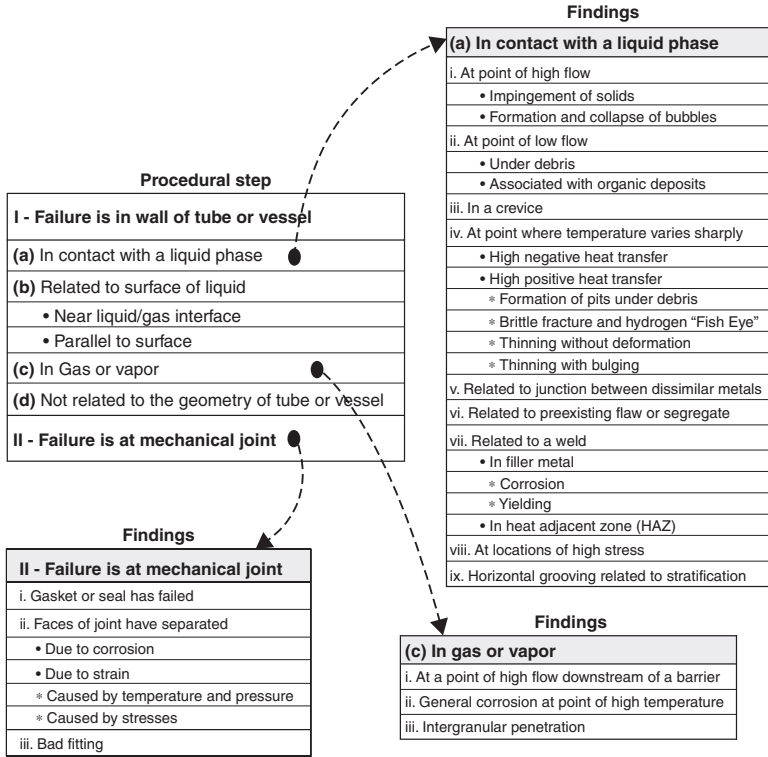 Procedural step
I - Failure is in wall of tube or vessel
(a) In contact with a liquid phase
(b) Related to surface of liquid
• Near liquid/gas interface
• Parallel to surface
(c) In Gas or vapor
(d) Not related to the geometry of tube or vessel
II - Failure is at mechanical joint
Findings
(a) In contact with a liquid phase
i. At point of high flow
• Impingement of solids
• Formation and collapse of bubbles
ii. At point of low flow
• Under debris
• Associated with organic deposits
iii. In a crevice
iv. At point where temperature varies sharply
• High negative heat transfer
• High positive heat transfer
* Formation of pits under debris
* Brittle fracture and hydrogen “Fish Eye”
* Thinning without deformation
* Thinning with bulging
v. Related to junction between dissimilar metals
vi. Related to preexisting flaw or segregate
vii. Related to a weld
• In filler metal
* Corrosion
* Yielding
• In heat adjacent zone (HAZ)
viii. At locations of high stress
ix. Horizontal grooving related to stratification
Findings
II - Failure is at mechanical joint
i. Gasket or seal has failed
ii. Faces of joint have separated
• Due to corrosion
• Due to strain
* Caused by temperature and pressure
* Caused by stresses
iii. Bad fitting
Findings
(c) In gas or vapor
i. At a point of high flow downstream of a barrier
ii. General corrosion at point of high temperature
iii. Intergranular penetration